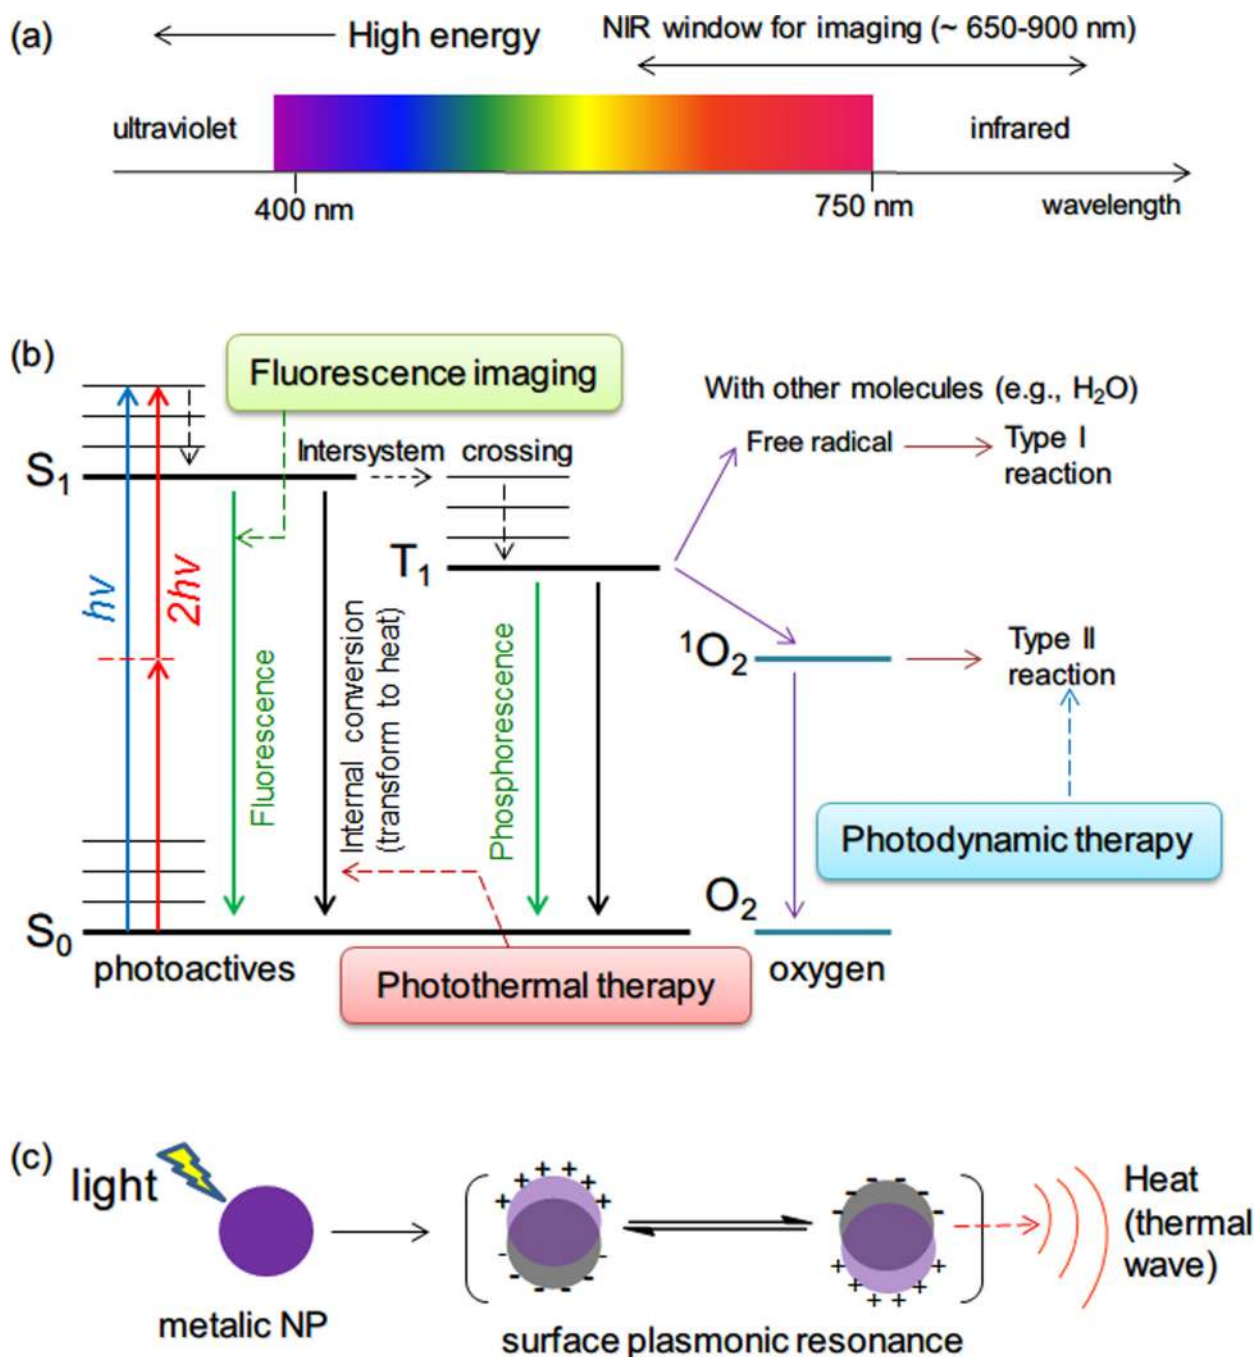 (a)
High energy
NIR window for imaging (~ 650-900 nm)
ultraviolet
infrared
400 nm
750 nm
wavelength
(b)
Fluorescence imaging
With other molecules (e.g., H₂O)
Free radical
Type I
reaction
Intersystem crossing
S₁
T₁
hν
2hν
Fluorescence
Internal conversion
(transform to heat)
Phosphorescence
¹O₂
Type II
reaction
Photodynamic therapy
O₂
S₀
photoactives
Photothermal therapy
oxygen
(c)
light
metalic NP
+ + + + + + + +
- - - - - -
- - - - - -
+ + + + + + + +
surface plasmonic resonance
Heat
(thermal
wave)